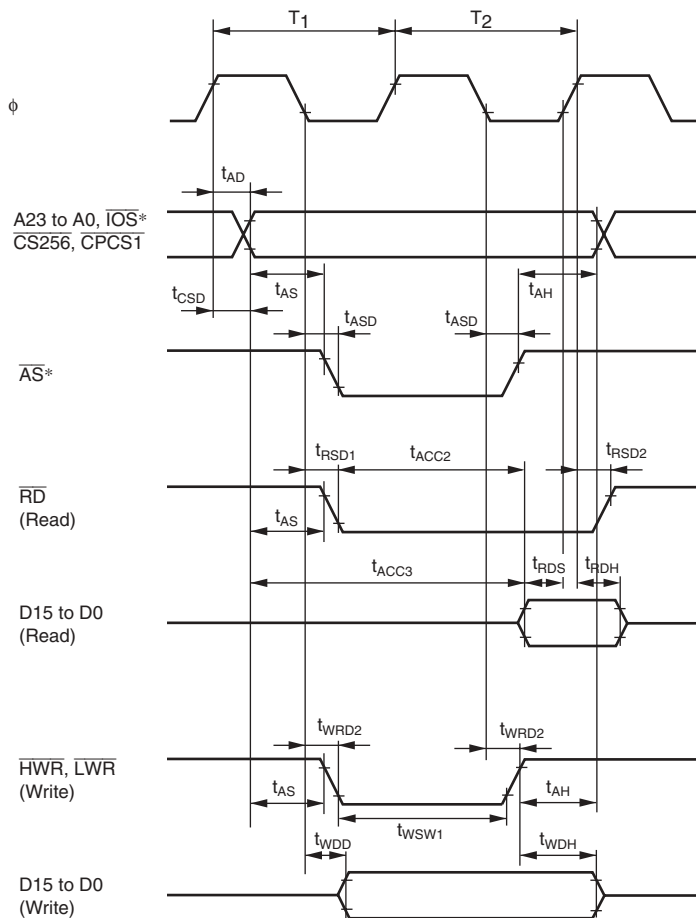 T1 T2
φ
tAD
A23 to A0, IOS*
CS256, CPCS1
tAS tAH
tCSD
tASD tASD
AS*
tRSD1 tACC2 tRSD2
RD
(Read)
tAS
tACC3 tRDS tRDH
D15 to D0
(Read)
tWRD2 tWRD2
HWR, LWR
(Write)
tAS tAH
tWSW1
tWDD tWDH
D15 to D0
(Write)